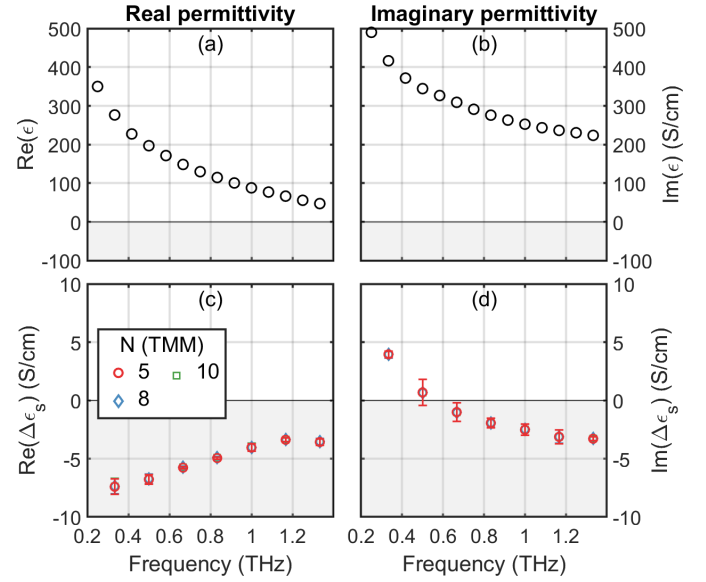 Real permittivity
Imaginary permittivity
(a)
(b)
500
400
300
200
100
0
-100
Re(ϵ)
500
400
300
200
100
0
-100
Im(ϵ) (S/cm)
(c)
(d)
10
5
0
-5
-10
Re(Δϵs) (S/cm)
N (TMM)
5
10
8
10
5
0
-5
-10
Im(Δϵs) (S/cm)
0.2 0.4 0.6 0.8 1 1.2
0.2 0.4 0.6 0.8 1 1.2
Frequency (THz)
Frequency (THz)